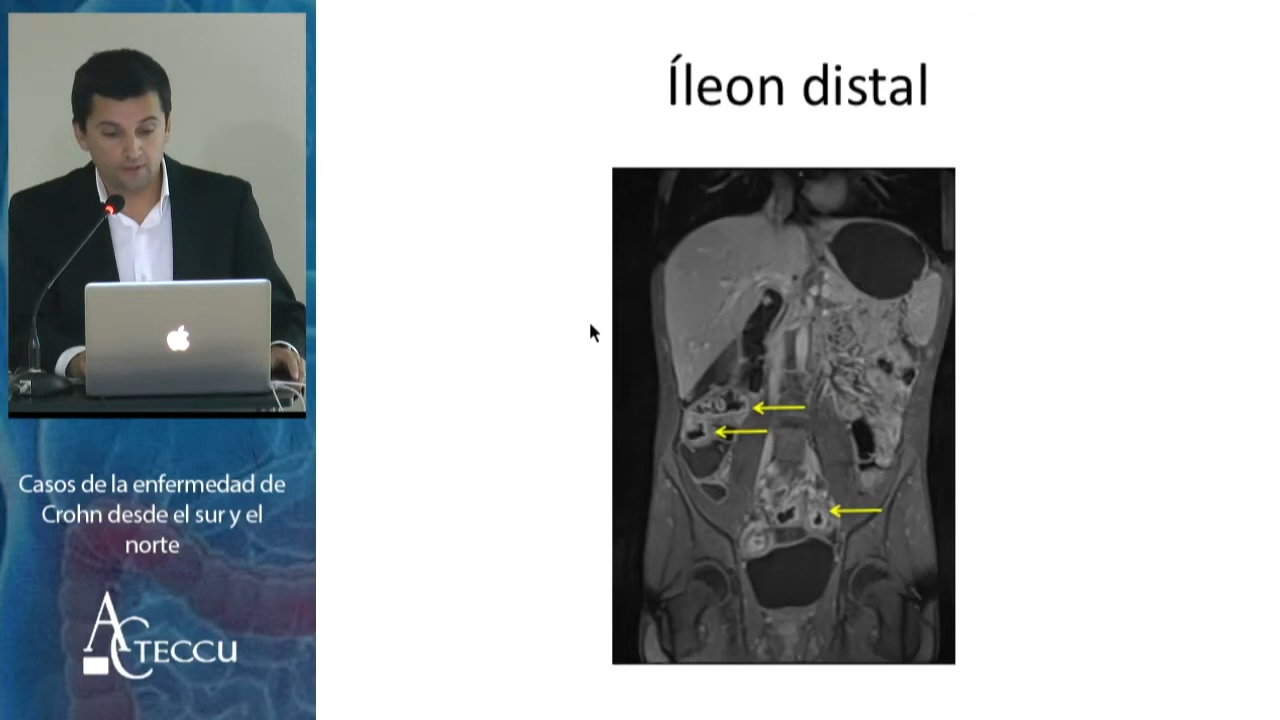 Íleon distal
Casos de la enfermedad de
Crohn desde el sur y el
norte
ACTECCU